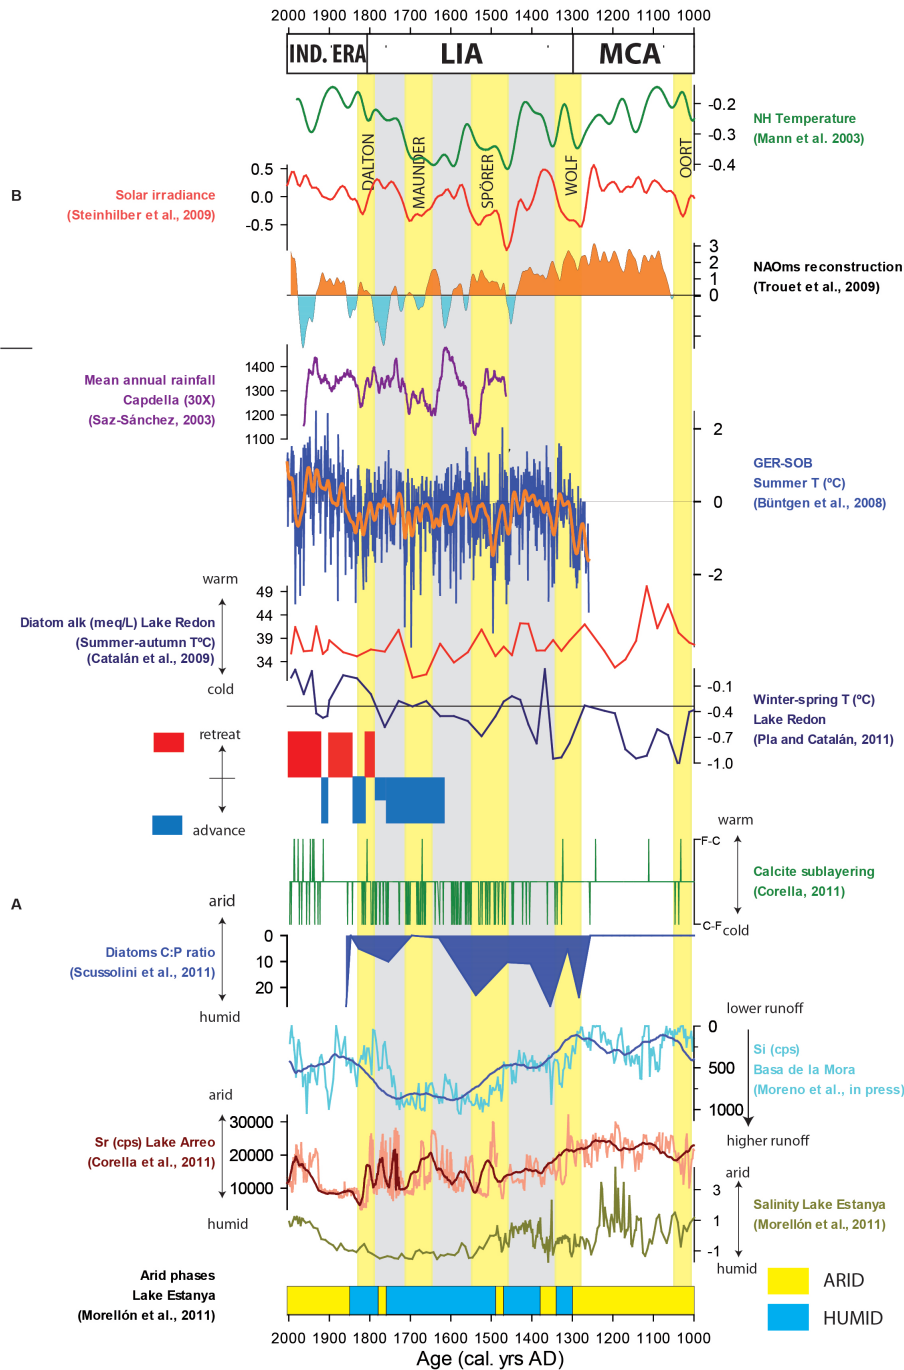 2000 1900 1800 1700 1600 1500 1400 1300 1200 1100 1000
IND. ERA LIA MCA
-0.2
-0.3
-0.4
NH Temperature
(Mann et al. 2003)
DALTON
MAUNDER
SPÖRER
WOLF
OORT
B
0.5
0.0
-0.5
Solar irradiance
(Steinhilber et al., 2009)
3
2
1
0
NAOms reconstruction
(Trouet et al., 2009)
1400
1300
1200
1100
Mean annual rainfall
Capdella (30X)
(Saz-Sánchez, 2003)
2
0
-2
GER-SOB
Summer T (ºC)
(Büntgen et al., 2008)
warm
49
44
39
34
Diatom alk (meq/L) Lake Redon
(Summer-autumn TºC)
(Catalán et al., 2009)
cold
-0.1
-0.4
-0.7
-1.0
Winter-spring T (ºC)
Lake Redon
(Pla and Catalán, 2011)
retreat
advance
warm
F-C
C-F
cold
Calcite sublayering
(Corella, 2011)
A
arid
0
10
20
Diatoms C:P ratio
(Scussolini et al., 2011)
humid
lower runoff
0
500
1000
Si (cps)
Basa de la Mora
(Moreno et al., in press)
higher runoff
arid
30000
20000
10000
Sr (cps) Lake Arreo
(Corella et al., 2011)
humid
arid
3
1
-1
Salinity Lake Estanya
(Morellón et al., 2011)
humid
Arid phases
Lake Estanya
(Morellón et al., 2011)
ARID
HUMID
2000 1900 1800 1700 1600 1500 1400 1300 1200 1100 1000
Age (cal. yrs AD)